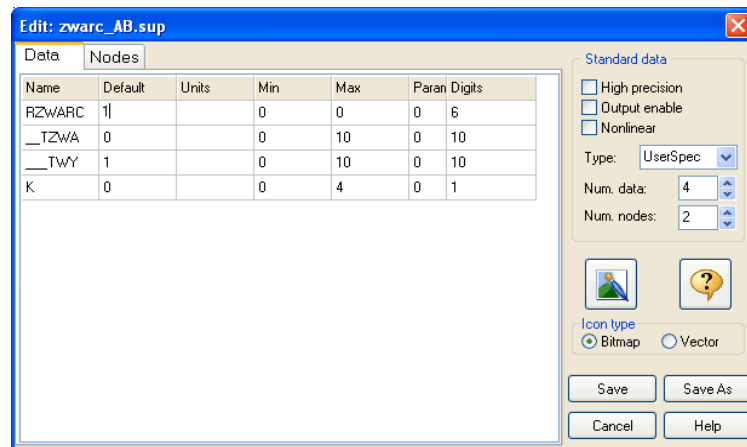 Edit: zwarc_AB.sup
Data Nodes
Name Default Units Min Max Paran Digits
RZWARC 1 0 0 0 6
__TZWA 0 0 10 0 10
___TWY 1 0 10 0 10
K 0 0 4 0 1
Standard data
High precision
Output enable
Nonlinear
Type: UserSpec
Num. data: 4
Num. nodes: 2
Icon type
Bitmap Vector
Save Save As
Cancel Help